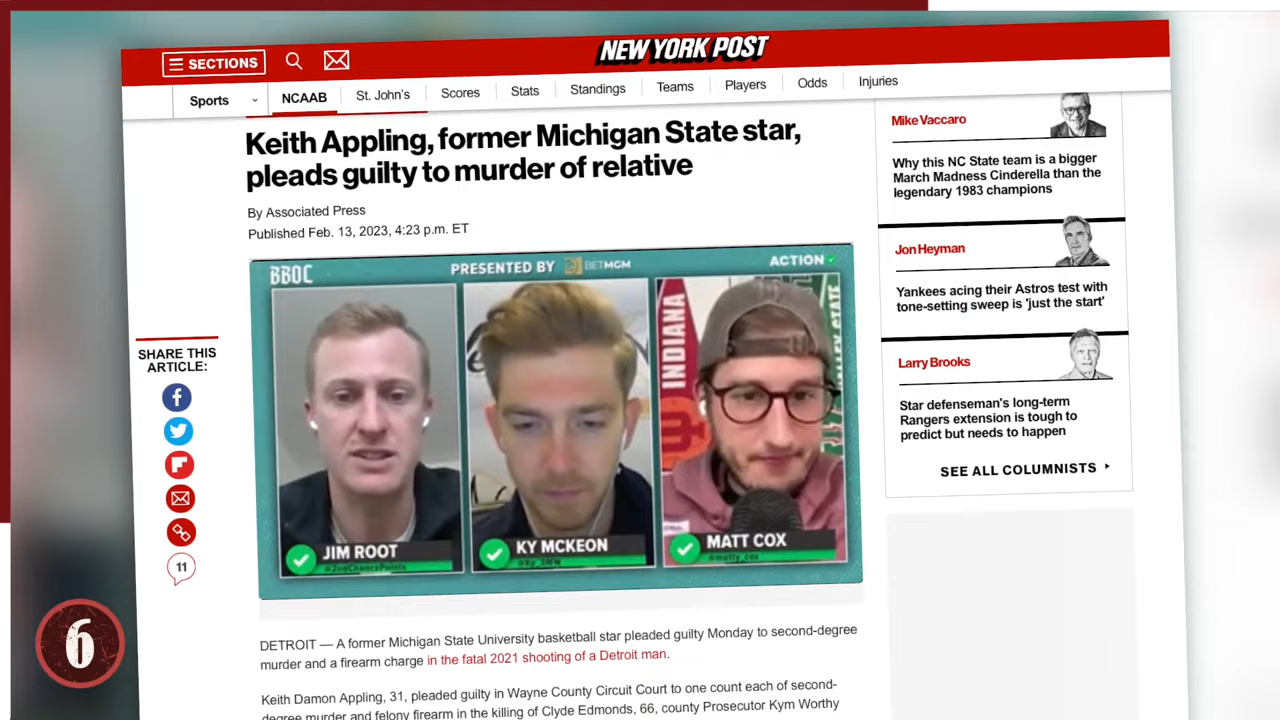 SECTIONS
NEW YORK POST
Sports
NCAAB
St. John's
Scores
Stats
Standings
Teams
Players
Odds
Injuries
Keith Appling, former Michigan State star,
pleads guilty to murder of relative
By Associated Press
Published Feb. 13, 2023, 4:23 p.m. ET
SHARE THIS
ARTICLE:
11
BBOC
PRESENTED BY BETMGM
ACTION
INDIANA
JIM ROOT
@2ndChancePoints
KY MCKEON
@Ky_3MW
MATT COX
@matty_cox
DETROIT — A former Michigan State University basketball star pleaded guilty Monday to second-degree
murder and a firearm charge in the fatal 2021 shooting of a Detroit man.
Keith Damon Appling, 31, pleaded guilty in Wayne County Circuit Court to one count each of second-
degree murder and felony firearm in the killing of Clyde Edmonds, 66, county Prosecutor Kym Worthy
Mike Vaccaro
Why this NC State team is a bigger
March Madness Cinderella than the
legendary 1983 champions
Jon Heyman
Yankees acing their Astros test with
tone-setting sweep is 'just the start'
Larry Brooks
Star defenseman's long-term
Rangers extension is tough to
predict but needs to happen
SEE ALL COLUMNISTS
6